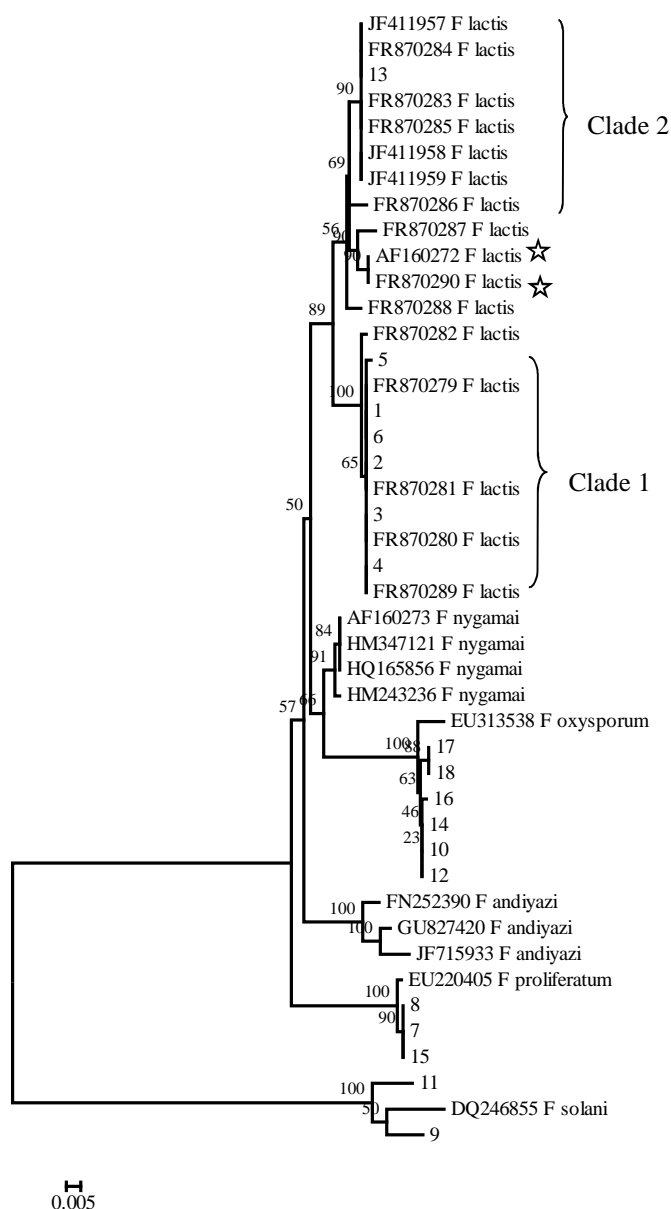 JF411957 F lactis
FR870284 F lactis
13
90
FR870283 F lactis
Clade 2
FR870285 F lactis
JF411958 F lactis
69
JF411959 F lactis
FR870286 F lactis
56
90
FR870287 F lactis
90
AF160272 F lactis
FR870290 F lactis
89
FR870288 F lactis
FR870282 F lactis
5
100
FR870279 F lactis
1
6
65
2
Clade 1
FR870281 F lactis
50
3
FR870280 F lactis
4
FR870289 F lactis
AF160273 F nygamai
84
HM347121 F nygamai
91
HQ165856 F nygamai
HM243236 F nygamai
57
66
EU313538 F oxysporum
100
88
17
63
18
16
46
14
23
10
12
FN252390 F andiyazi
100
100
GU827420 F andiyazi
JF715933 F andiyazi
EU220405 F proliferatum
100
8
90
7
15
100
11
50
DQ246855 F solani
9
0.005